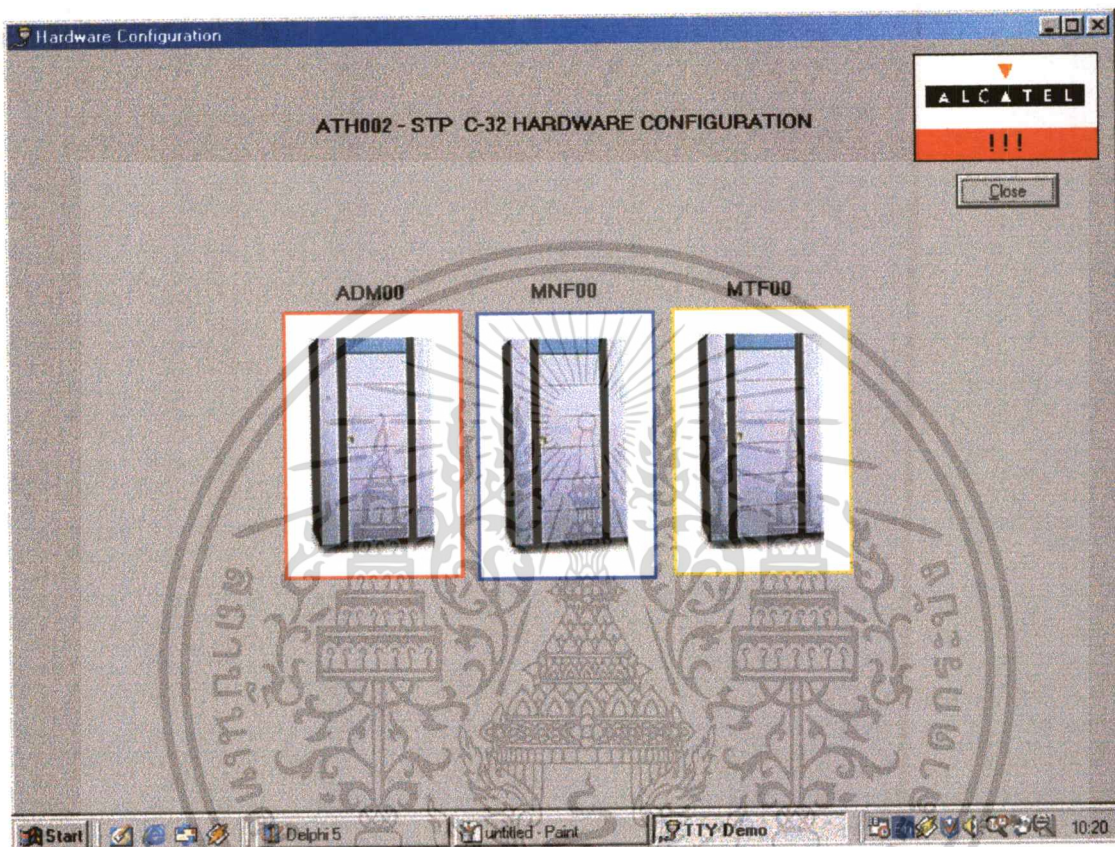 Hardware Configuration
ALCATEL
!!!
ATH002 - STP C-32 HARDWARE CONFIGURATION
Close
ADM00 MNF00 MTF00
Start Delphi 5 untitled - Paint TTY Demo 10:20